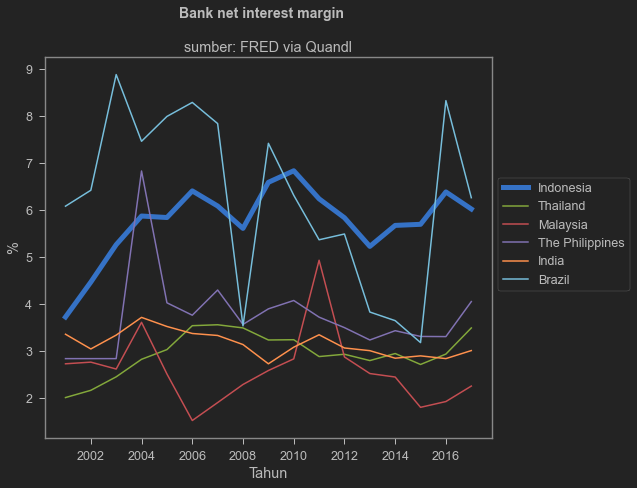 Bank net interest margin
sumber: FRED via Quandl
9
8
7
6
5
4
3
2
%
2002 2004 2006 2008 2010 2012 2014 2016
Tahun
Indonesia
Thailand
Malaysia
The Philippines
India
Brazil